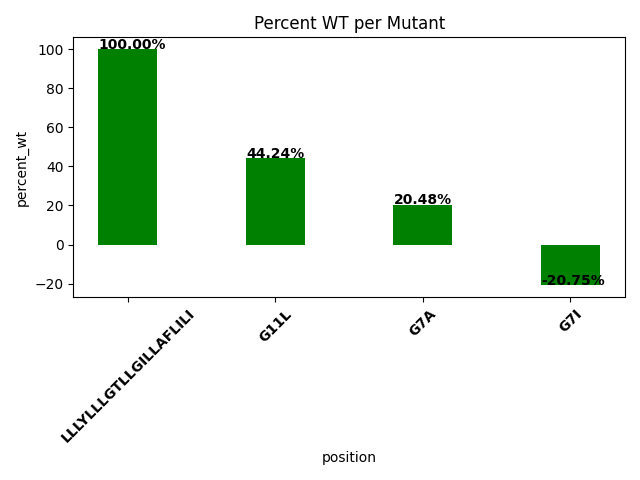 Percent WT per Mutant
percent_wt
100
80
60
40
20
0
−20
100.00%
44.24%
20.48%
-20.75%
LLLYLLLGTLLGILLAFLILI
G11L
G7A
G7I
position